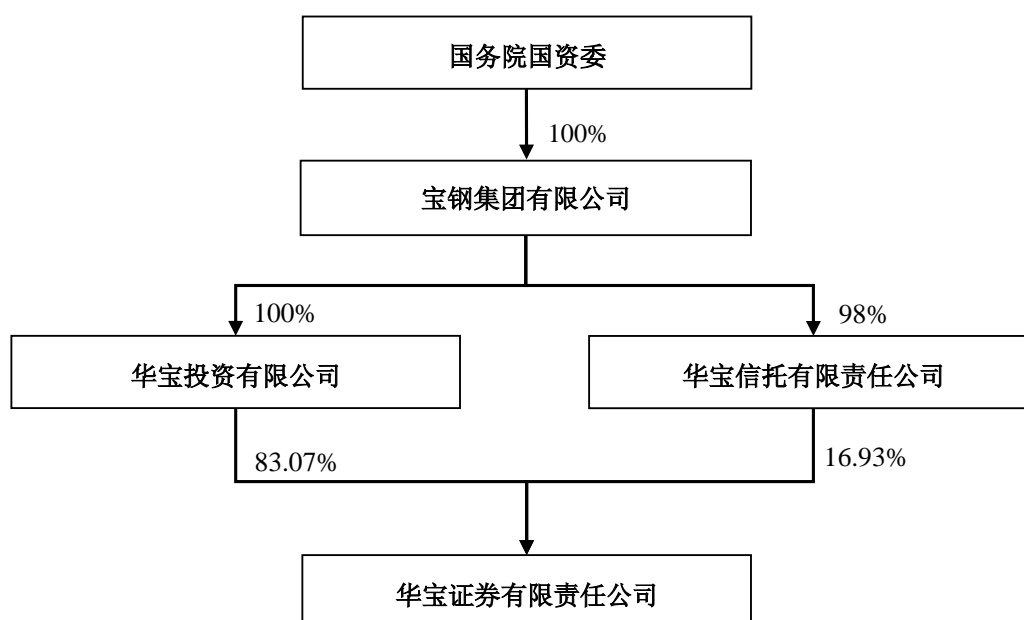 国务院国资委
100%
宝钢集团有限公司
100%
98%
华宝投资有限公司
华宝信托有限责任公司
83.07%
16.93%
华宝证券有限责任公司